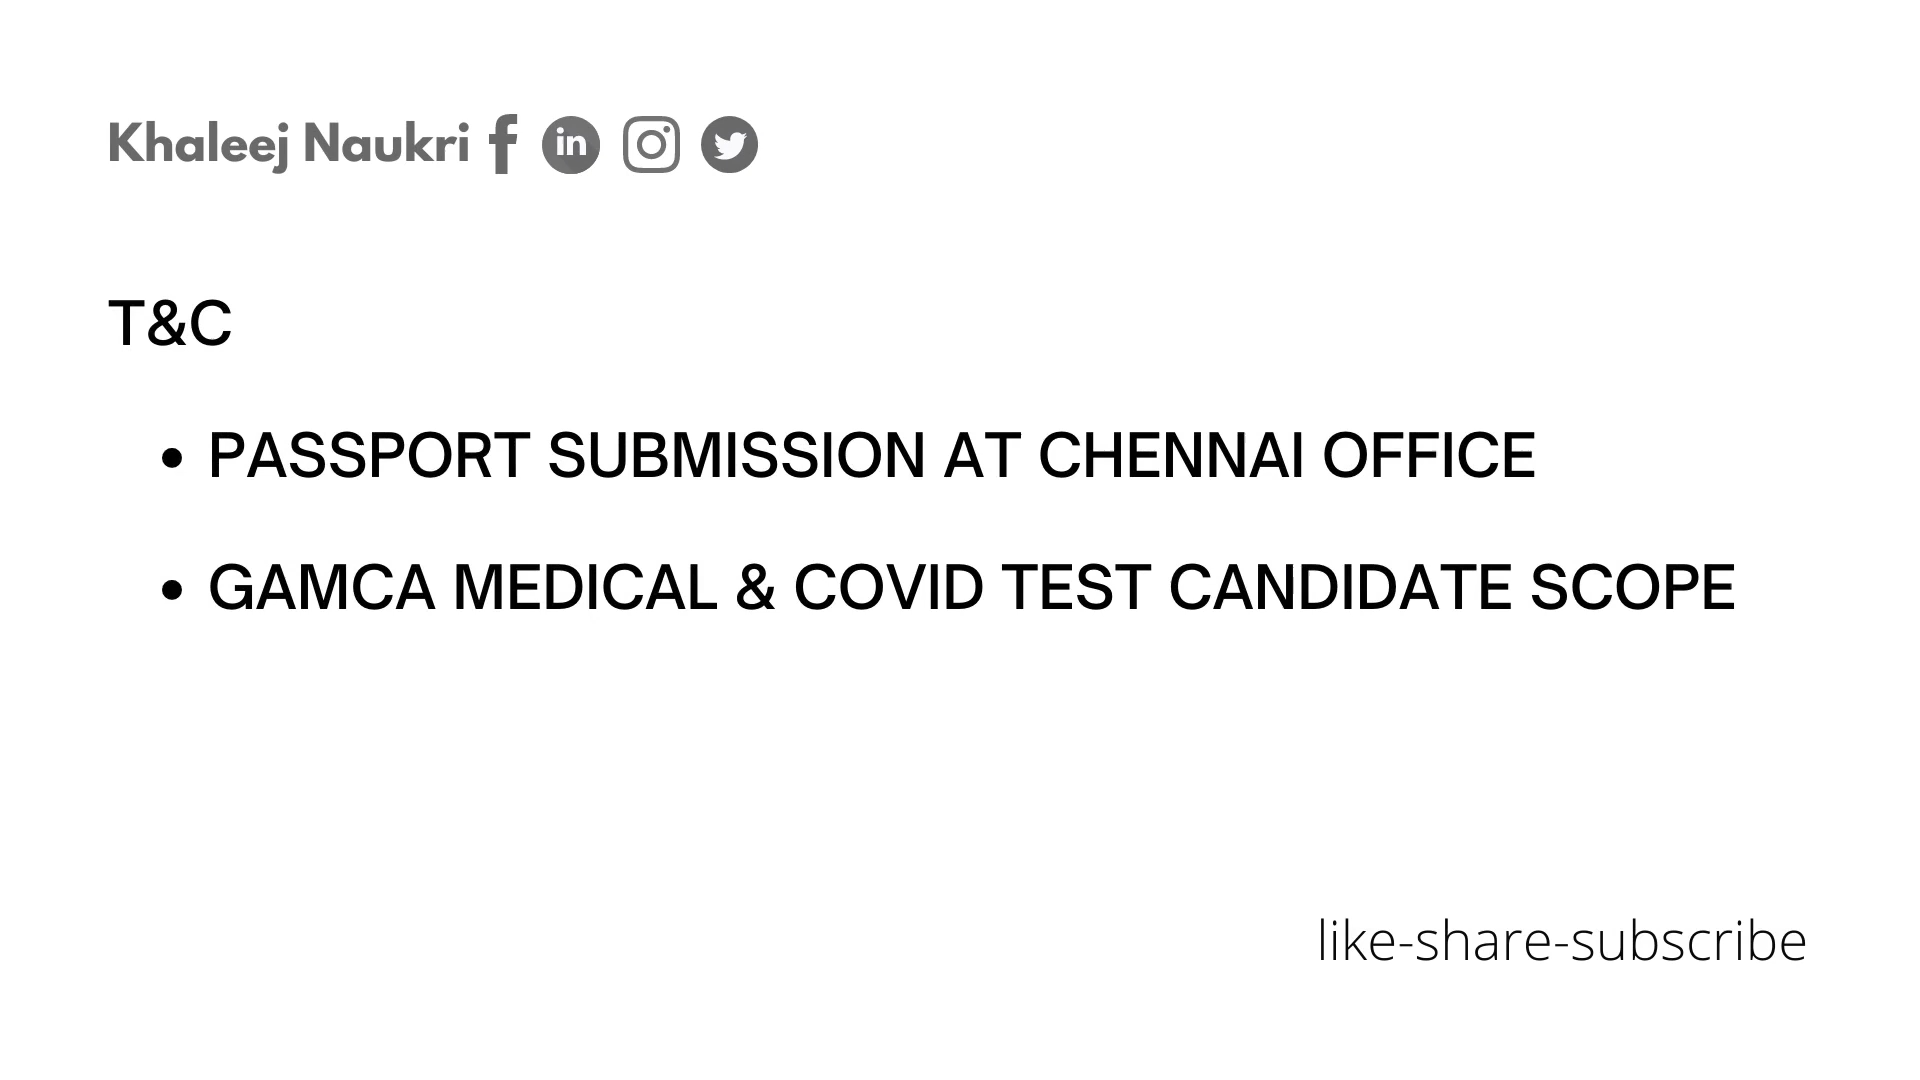 Khaleej Naukri
T&C
• PASSPORT SUBMISSION AT CHENNAI OFFICE
• GAMCA MEDICAL & COVID TEST CANDIDATE SCOPE
like-share-subscribe